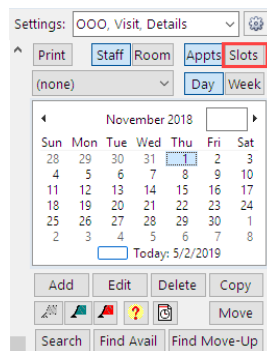 Settings: OOO, Visit, Details
Print Staff Room Appts Slots
(none) Day Week
November 2018
Sun Mon Tue Wed Thu Fri Sat
28 29 30 31 1 2 3
4 5 6 7 8 9 10
11 12 13 14 15 16 17
18 19 20 21 22 23 24
25 26 27 28 29 30 1
2 3 4 5 6 7 8
Today: 5/2/2019
Add Edit Delete Copy
? Move
Search Find Avail Find Move-Up